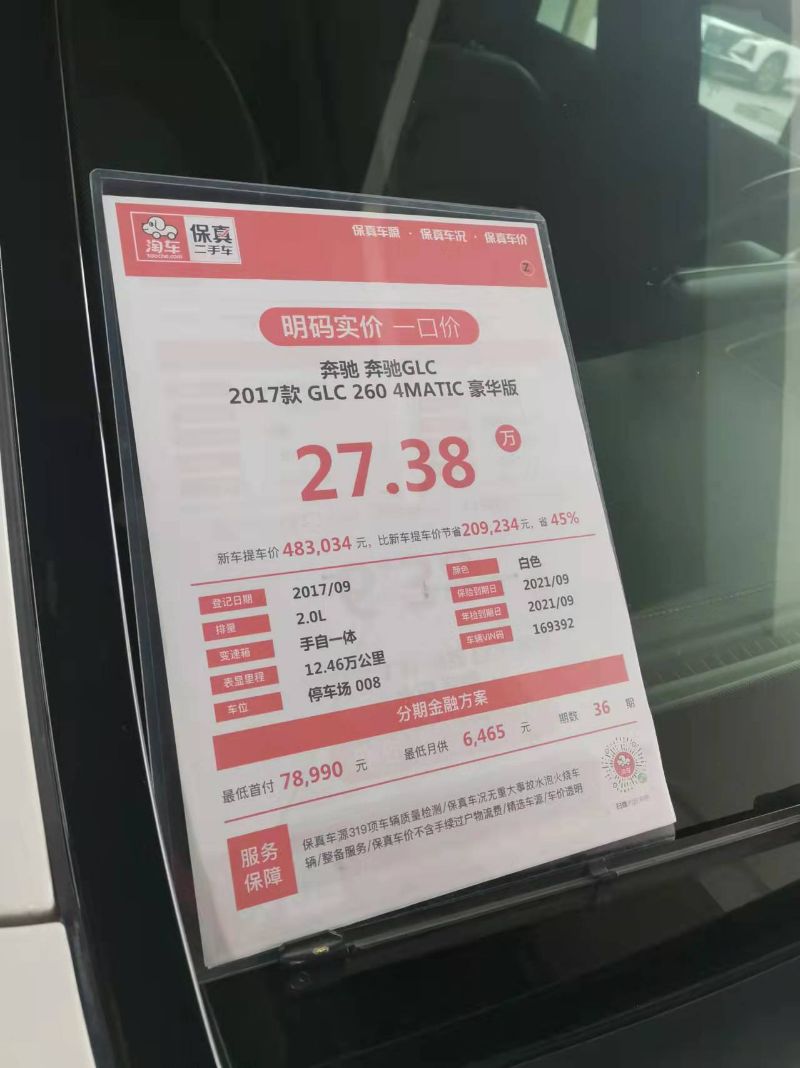 淘车
taoche.com
保真
二手车
保真车源 · 保真车况 · 保真车价
Z
明码实价 一口价
奔驰 奔驰GLC
2017款 GLC 260 4MATIC 豪华版
27.38 万
新车提车价 483,034 元，比新车提车价节省209,234元，省 45%
登记日期 2017/09 颜色 白色
排量 2.0L 保险到期日 2021/09
变速箱 手自一体 年检到期日 2021/09
表显里程 12.46万公里 车辆VIN码 169392
车位 停车场 008
分期金融方案
最低首付 78,990 元 最低月供 6,465 元 期数 36 期
服务
保障
保真车源319项车辆质量检测/保真车况无重大事故水泡火烧车
辆/整备服务/保真车价不含手续过户物流费/精选车源/车价透明